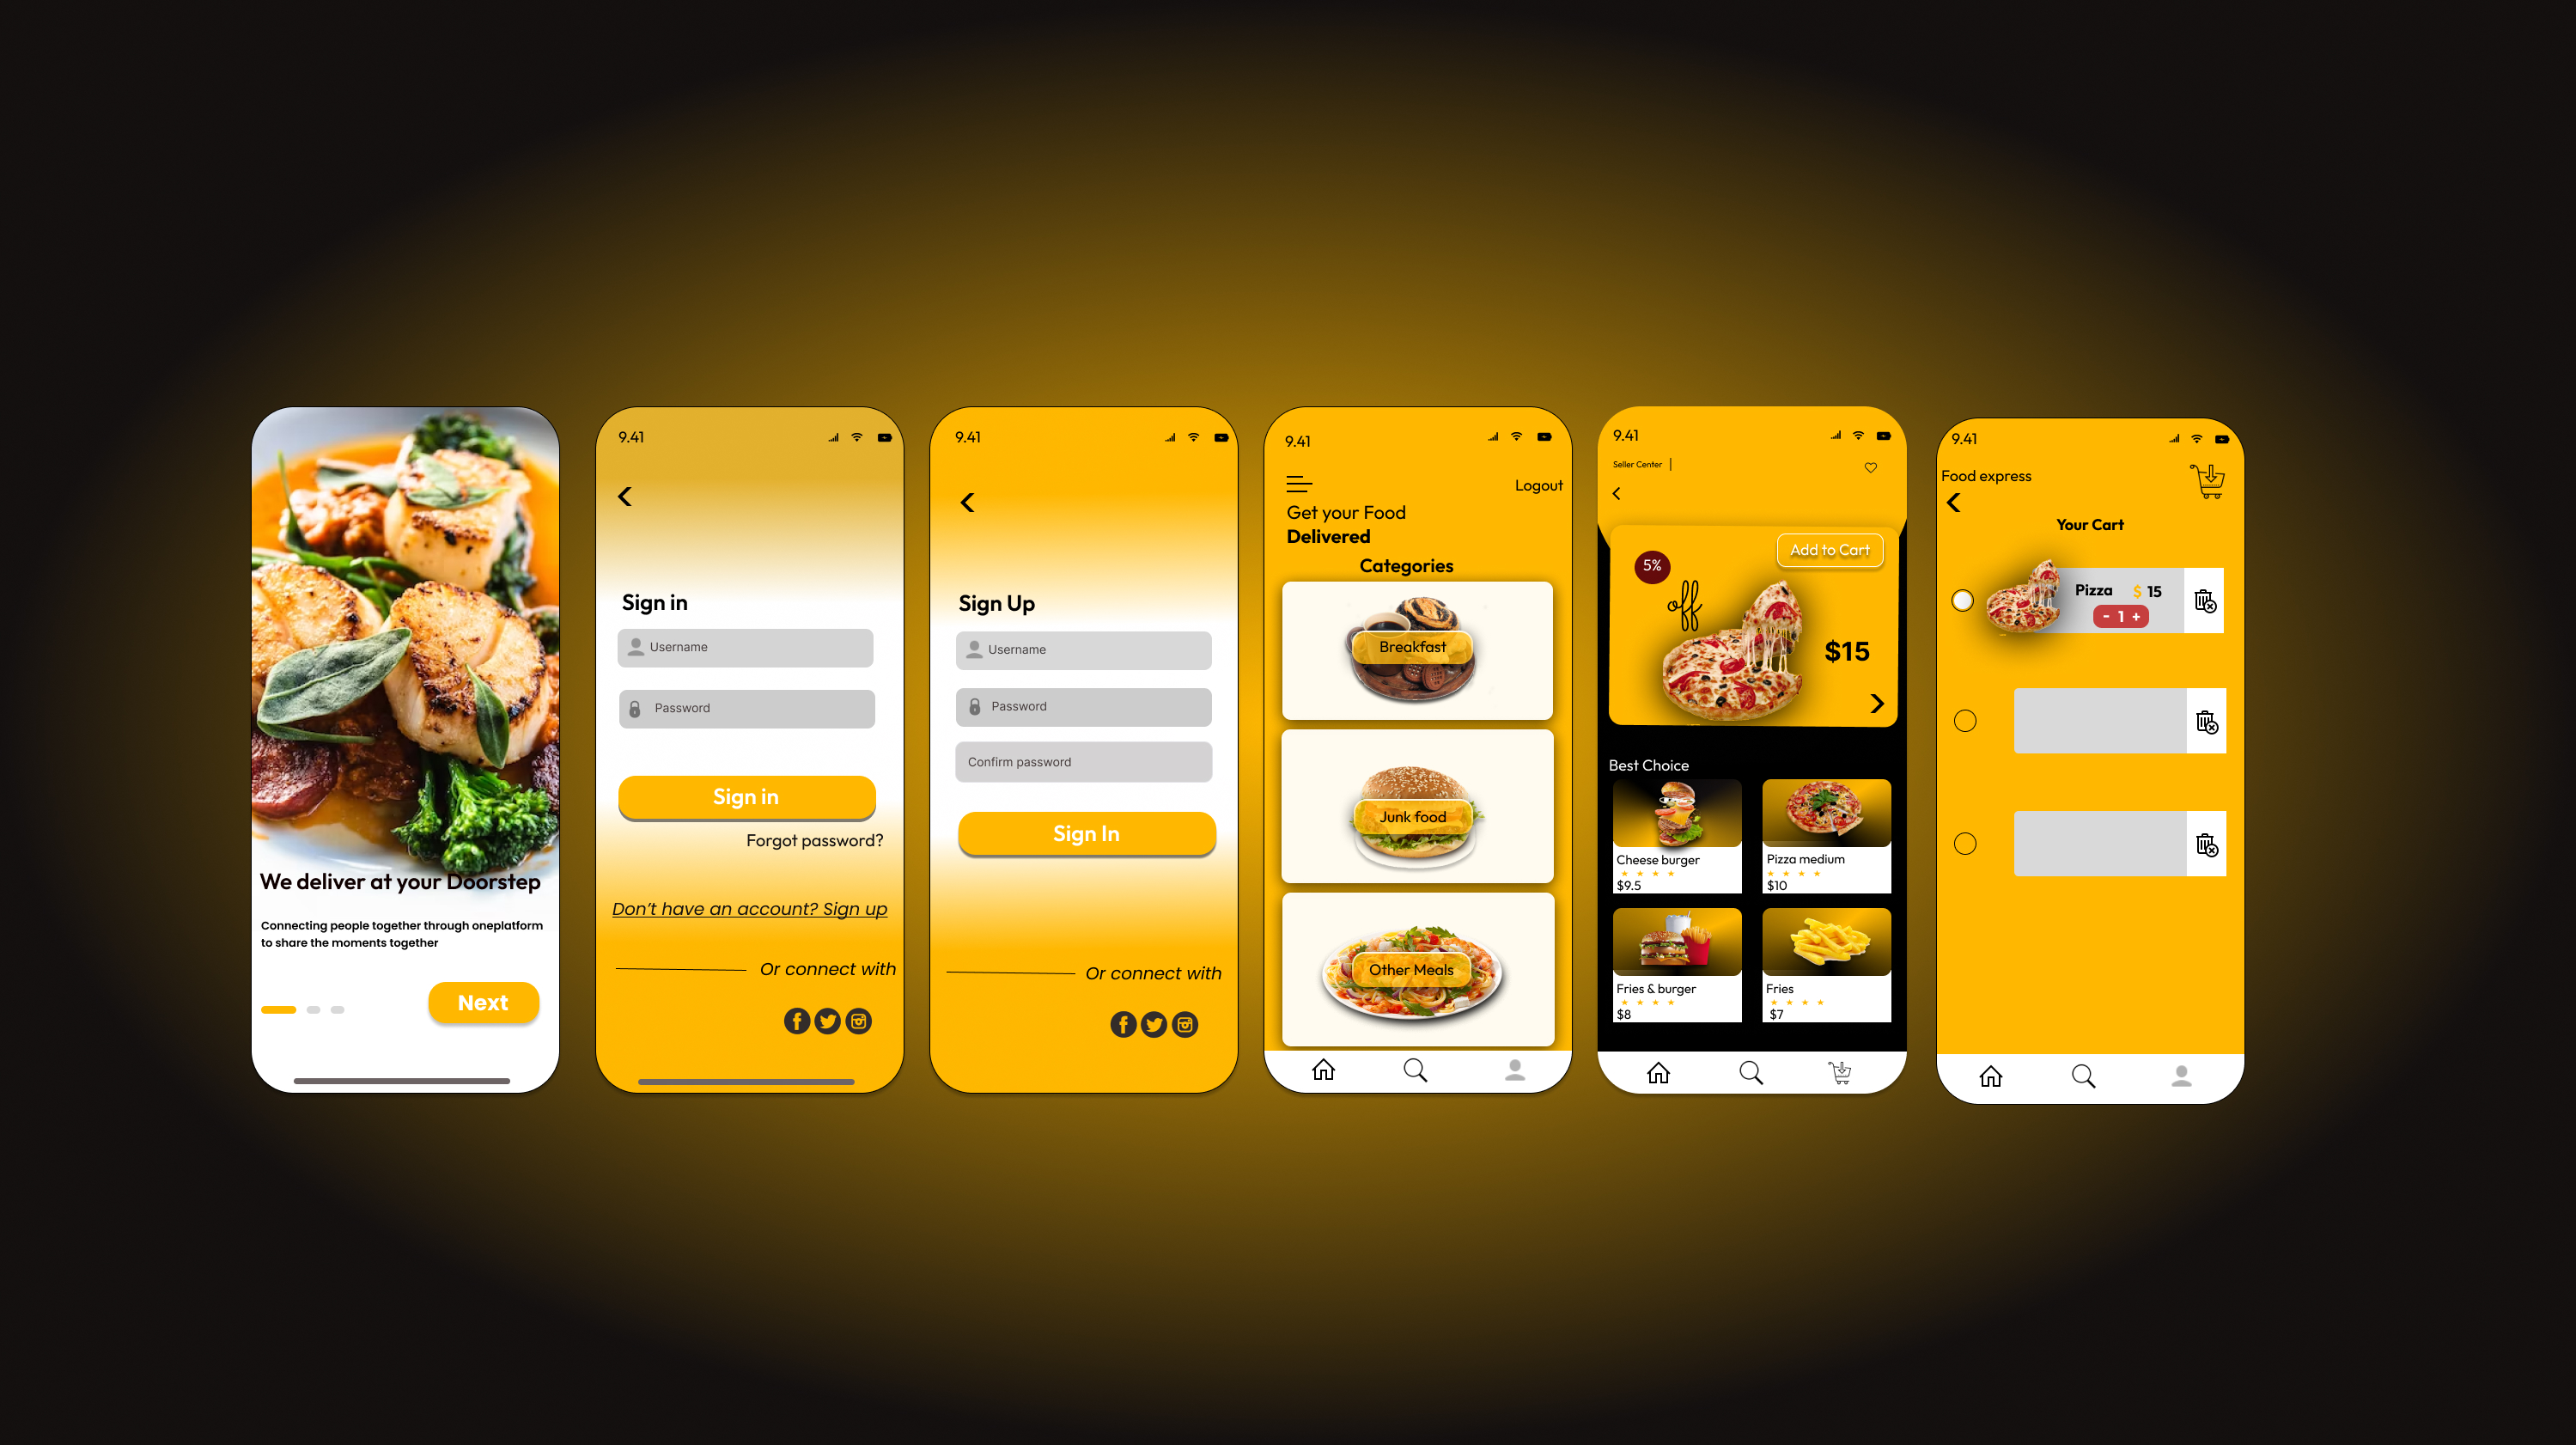 We deliver at your Doorstep
Connecting people together through oneplatform
to share the moments together
Next
9.41
Sign in
Username
Password
Sign in
Forgot password?
Don't have an account? Sign up
Or connect with
9.41
Sign Up
Username
Password
Confirm password
Sign In
Or connect with
9.41
Logout
Get your Food
Delivered
Categories
Breakfast
Junk food
Other Meals
9.41
Seller Center
Add to Cart
5%
off
$15
Best Choice
Cheese burger
$9.5
Pizza medium
$10
Fries & burger
$8
Fries
$7
9.41
Food express
Your Cart
Pizza $ 15
- 1 +